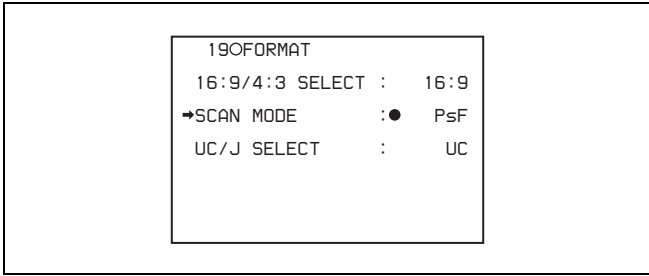 19○FORMAT
16:9/4:3 SELECT : 16:9
➡SCAN MODE :● PsF
UC/J SELECT : UC